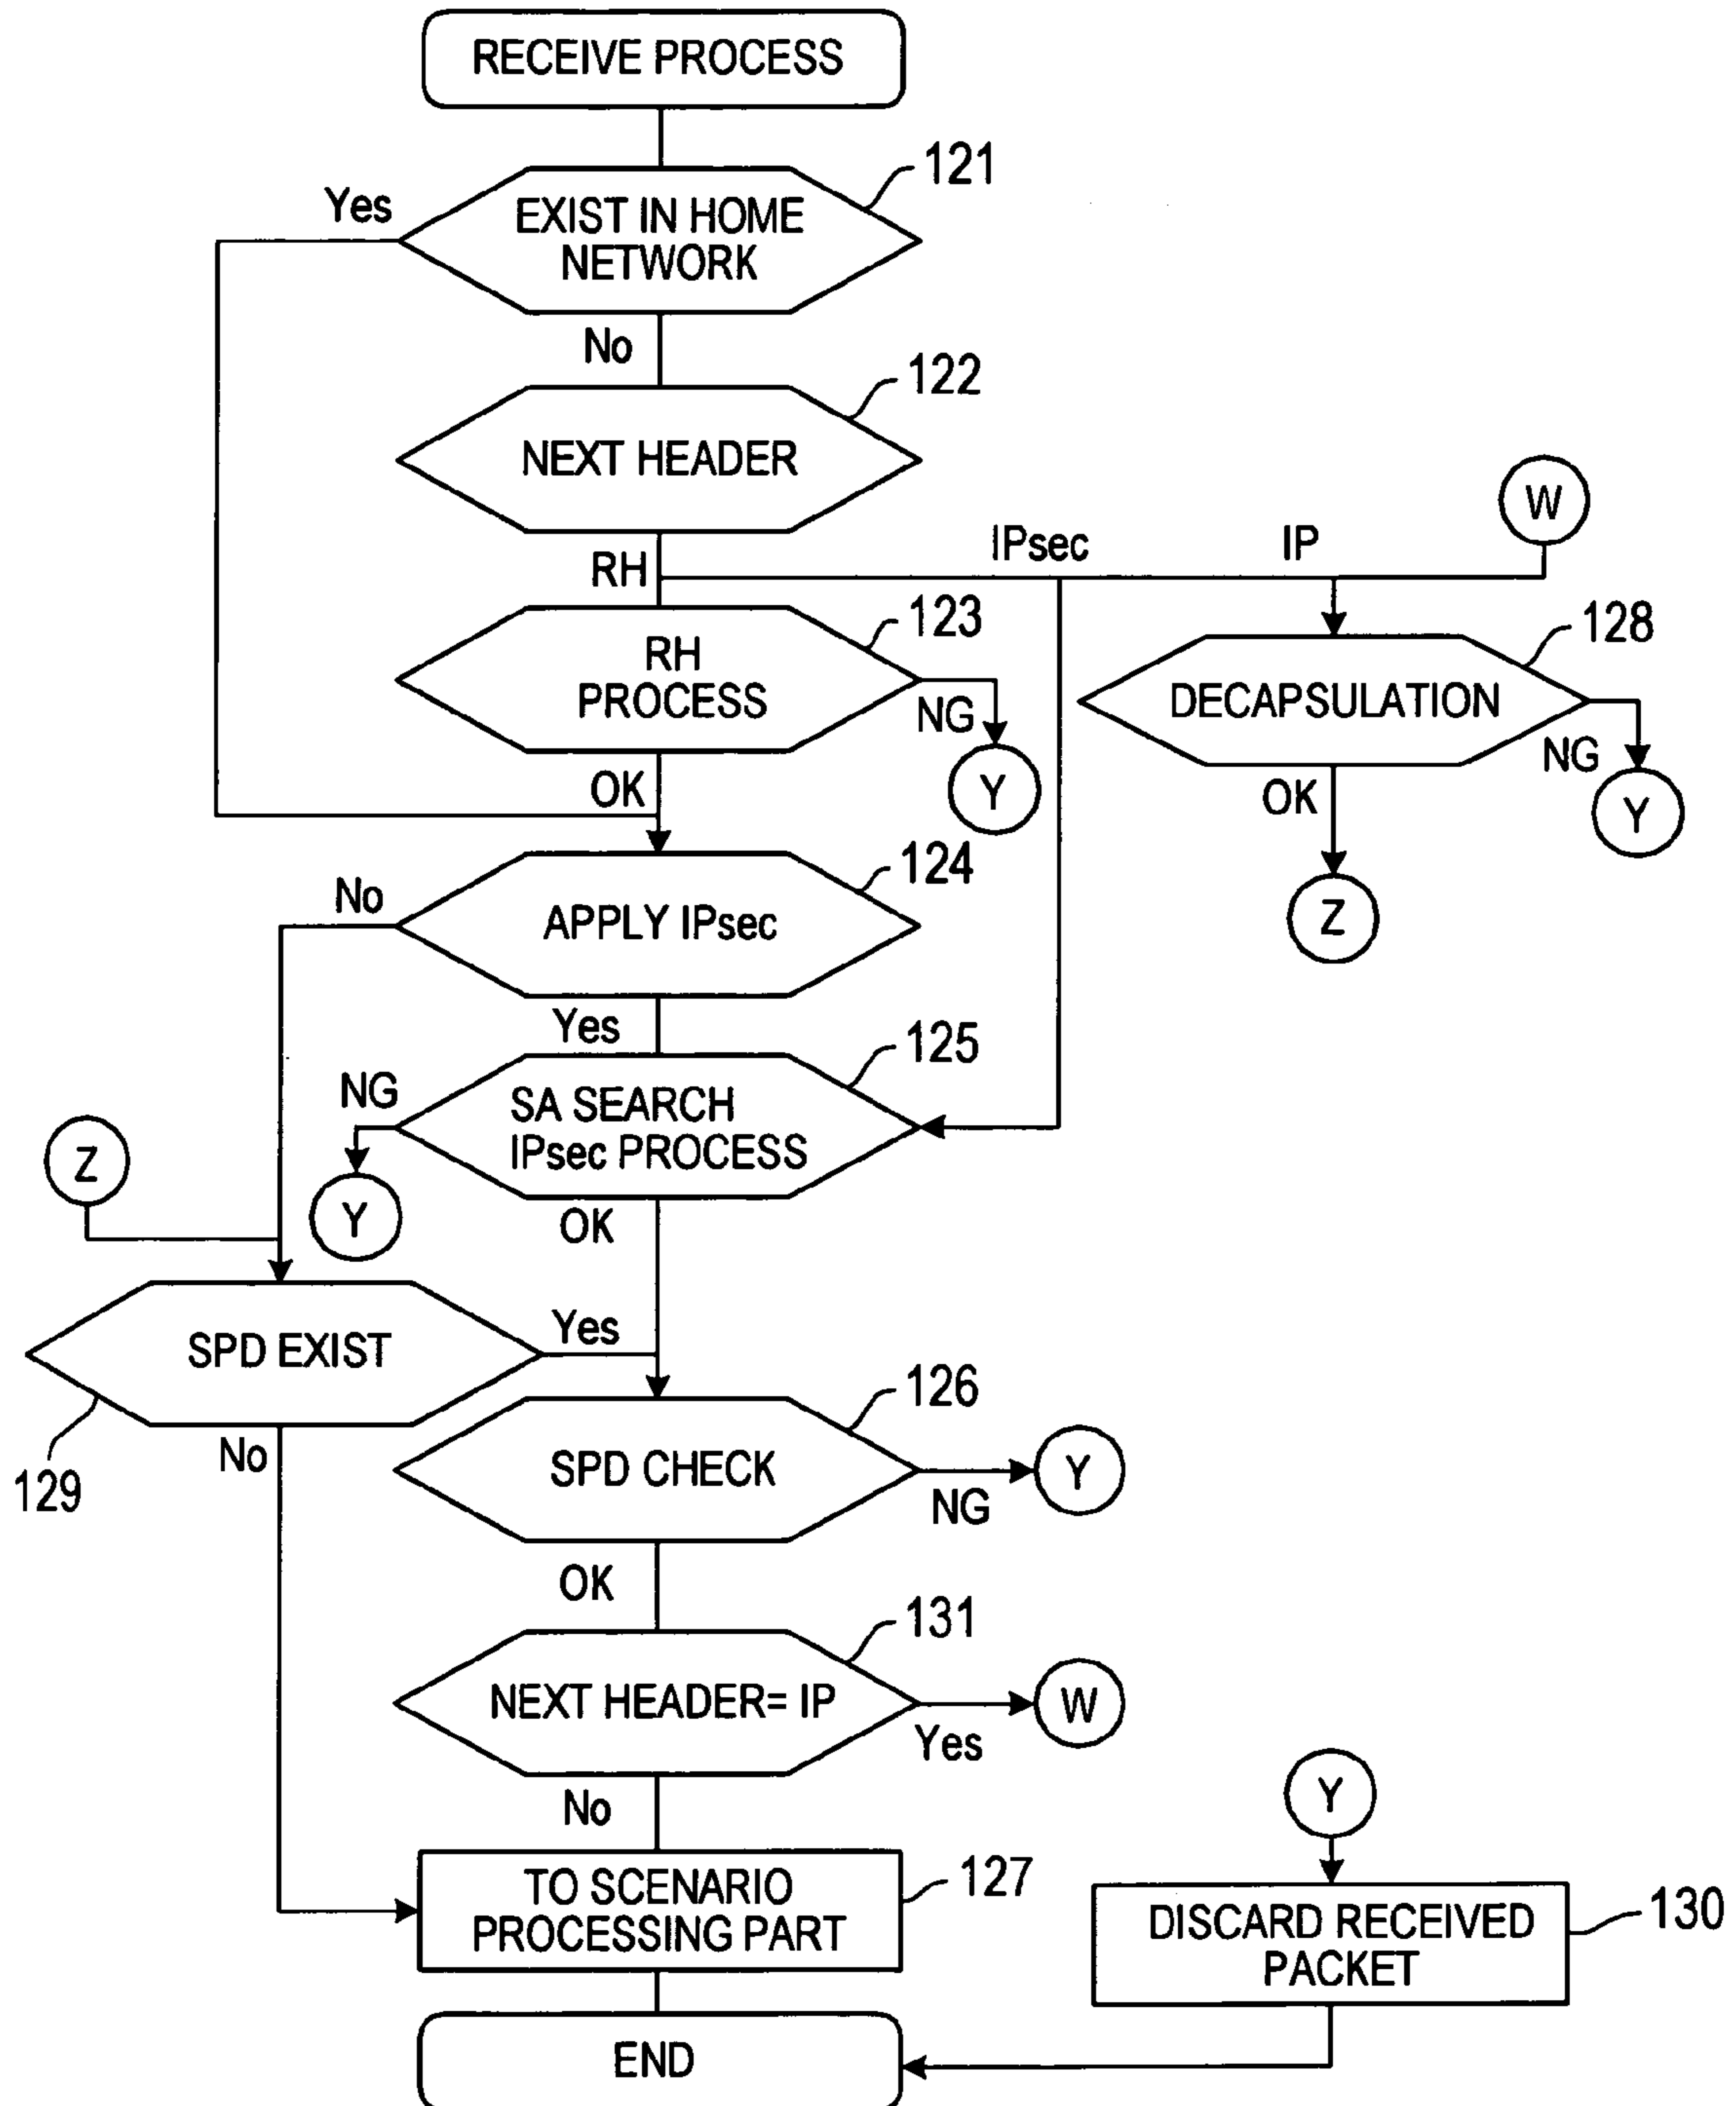 RECEIVE PROCESS
121
Yes
EXIST IN HOME
NETWORK
No
122
NEXT HEADER
W
IPsec
IP
RH
123
128
RH
PROCESS
NG
DECAPSULATION
NG
OK
Y
OK
Y
124
No
APPLY IPsec
Z
Yes
125
NG
SA SEARCH
IPsec PROCESS
Z
Y
OK
Yes
SPD EXIST
126
No
SPD CHECK
Y
129
NG
OK
131
NEXT HEADER= IP
W
Yes
No
Y
TO SCENARIO
PROCESSING PART
127
DISCARD RECEIVED
PACKET
130
END